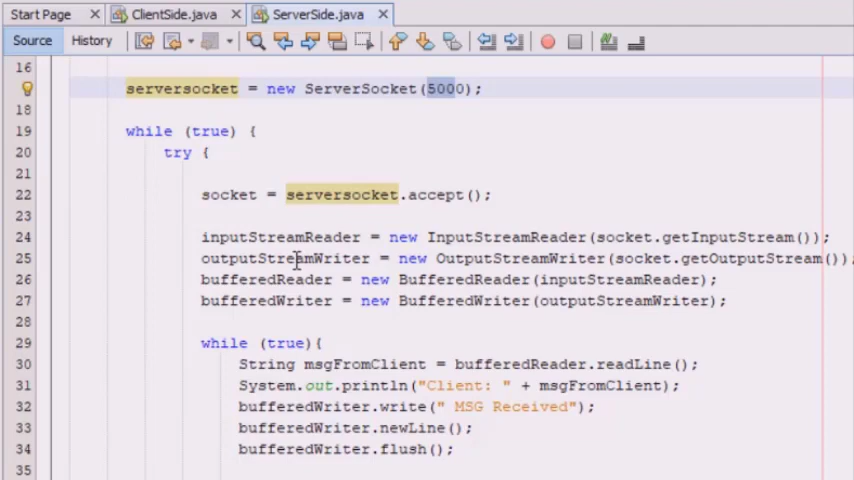 Start Page ClientSide.java ServerSide.java
Source History
16
serversocket = new ServerSocket(5000);
18
19 while (true) {
20 try {
21
22 socket = serversocket.accept();
23
24 inputStreamReader = new InputStreamReader(socket.getInputStream());
25 outputStreamWriter = new OutputStreamWriter(socket.getOutputStream());
26 bufferedReader = new BufferedReader(inputStreamReader);
27 bufferedWriter = new BufferedWriter(outputStreamWriter);
28
29 while (true){
30 String msgFromClient = bufferedReader.readLine();
31 System.out.println("Client: " + msgFromClient);
32 bufferedWriter.write(" MSG Received");
33 bufferedWriter.newLine();
34 bufferedWriter.flush();
35